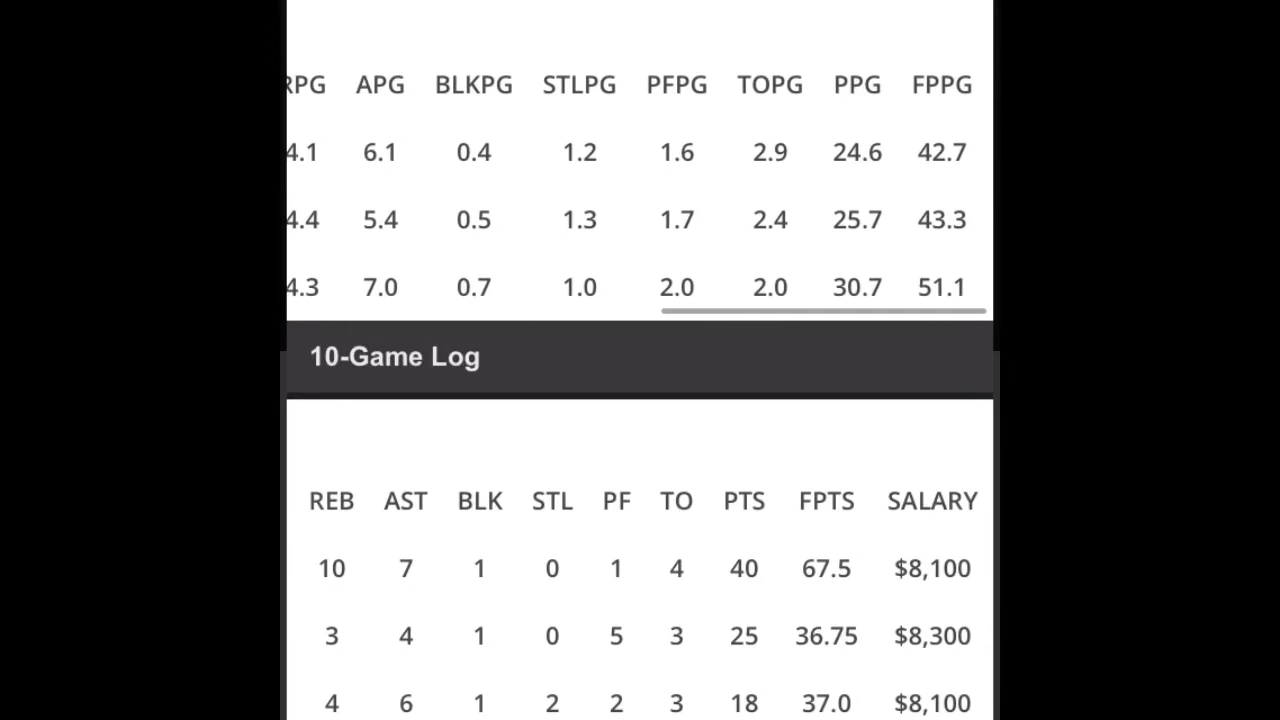 RPG APG BLKPG STLPG PFPG TOPG PPG FPPG
4.1 6.1 0.4 1.2 1.6 2.9 24.6 42.7
4.4 5.4 0.5 1.3 1.7 2.4 25.7 43.3
4.3 7.0 0.7 1.0 2.0 2.0 30.7 51.1
10-Game Log
REB AST BLK STL PF TO PTS FPTS SALARY
10 7 1 0 1 4 40 67.5 $8,100
3 4 1 0 5 3 25 36.75 $8,300
4 6 1 2 2 3 18 37.0 $8,100